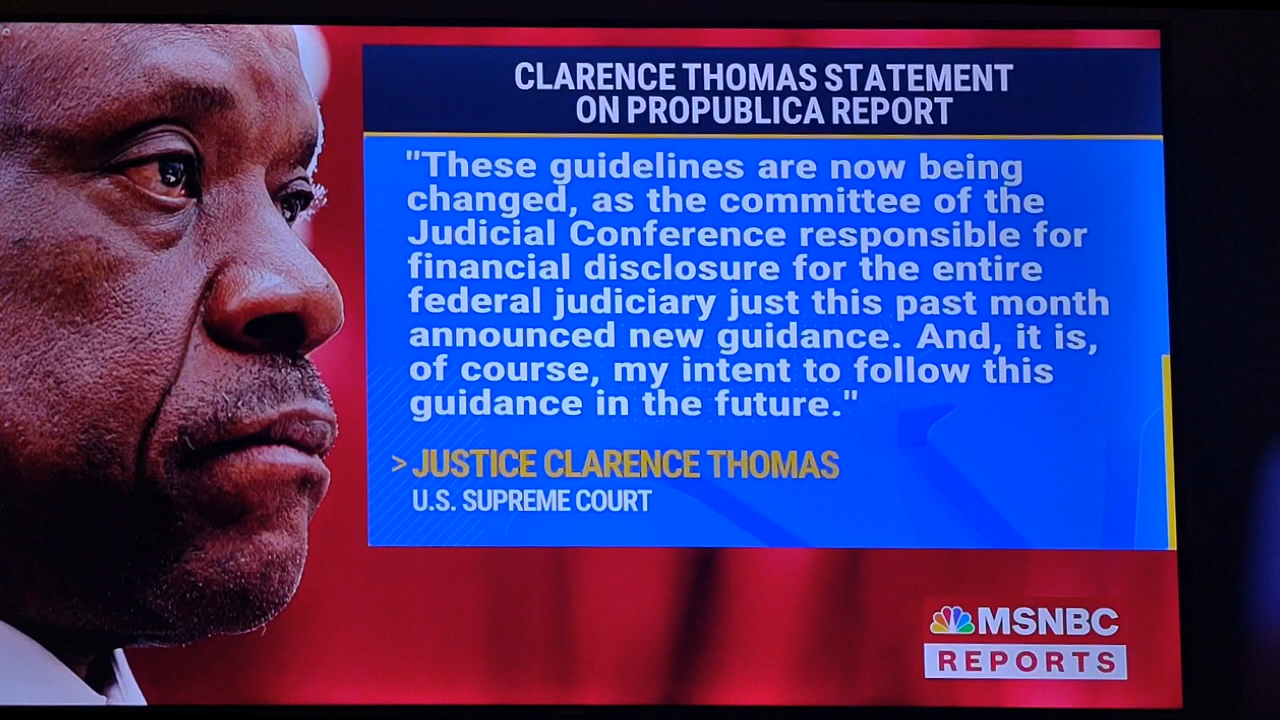 CLARENCE THOMAS STATEMENT
ON PROPUBLICA REPORT
"These guidelines are now being
changed, as the committee of the
Judicial Conference responsible for
financial disclosure for the entire
federal judiciary just this past month
announced new guidance. And, it is,
of course, my intent to follow this
guidance in the future."
> JUSTICE CLARENCE THOMAS
U.S. SUPREME COURT
MSNBC
REPORTS